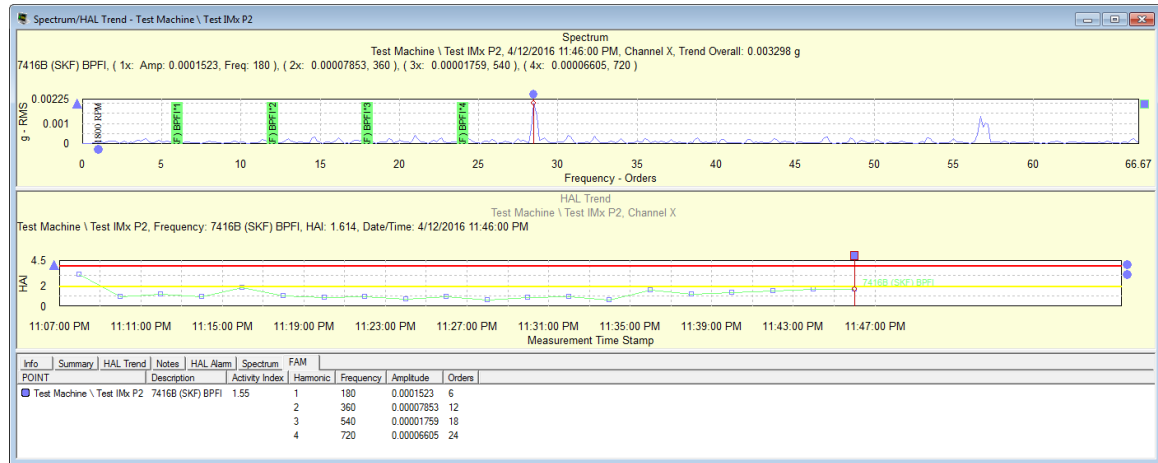 Spectrum/HAL Trend - Test Machine \ Test IMx P2
Spectrum
Test Machine \ Test IMx P2, 4/12/2016 11:46:00 PM, Channel X, Trend Overall: 0.003298 g
7416B (SKF) BPFI, ( 1x: Amp: 0.0001523, Freq: 180 ), ( 2x: 0.00007853, 360 ), ( 3x: 0.00001759, 540 ), ( 4x: 0.00006605, 720 )
g - RMS
0.00225
0.001
0
1800 RPM
F) BPFI*1
F) BPFI*2
F) BPFI*3
F) BPFI*4
0 5 10 15 20 25 30 35 40 45 50 55 60 66.67
Frequency - Orders
HAL Trend
Test Machine \ Test IMx P2, Channel X
Test Machine \ Test IMx P2, Frequency: 7416B (SKF) BPFI, HAI: 1.614, Date/Time: 4/12/2016 11:46:00 PM
HAI
4.5
2
0
7416B (SKF) BPFI
11:07:00 PM 11:11:00 PM 11:15:00 PM 11:19:00 PM 11:23:00 PM 11:27:00 PM 11:31:00 PM 11:35:00 PM 11:39:00 PM 11:43:00 PM 11:47:00 PM
Measurement Time Stamp
Info Summary HAL Trend Notes HAL Alarm Spectrum FAM
POINT Description Activity Index Harmonic Frequency Amplitude Orders
Test Machine \ Test IMx P2 7416B (SKF) BPFI 1.55 1 180 0.0001523 6
2 360 0.00007853 12
3 540 0.00001759 18
4 720 0.00006605 24